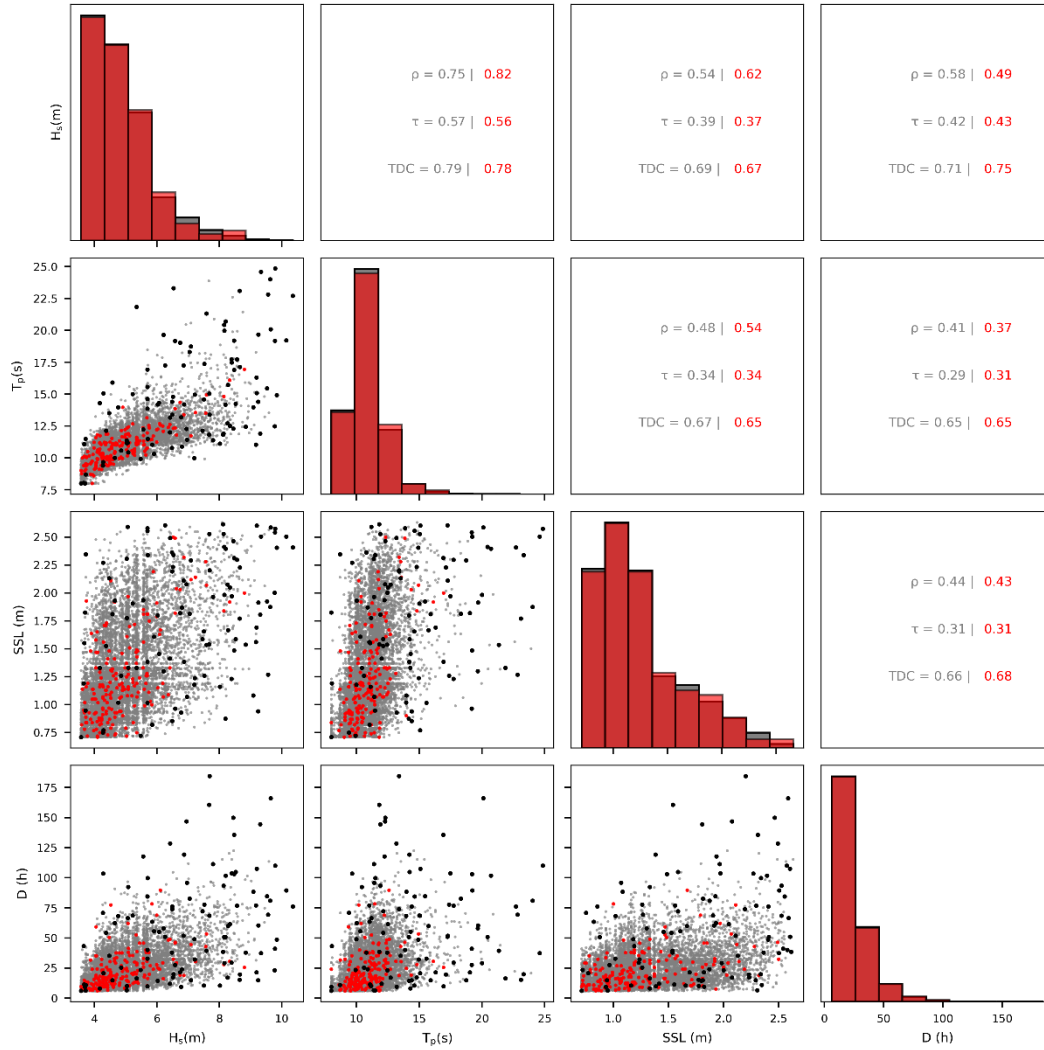 Hs(m)
ρ = 0.75 | 0.82
τ = 0.57 | 0.56
TDC = 0.79 | 0.78
ρ = 0.54 | 0.62
τ = 0.39 | 0.37
TDC = 0.69 | 0.67
ρ = 0.58 | 0.49
τ = 0.42 | 0.43
TDC = 0.71 | 0.75
Tp(s)
25.0
22.5
20.0
17.5
15.0
12.5
10.0
7.5
ρ = 0.48 | 0.54
τ = 0.34 | 0.34
TDC = 0.67 | 0.65
ρ = 0.41 | 0.37
τ = 0.29 | 0.31
TDC = 0.65 | 0.65
SSL (m)
2.50
2.25
2.00
1.75
1.50
1.25
1.00
0.75
ρ = 0.44 | 0.43
τ = 0.31 | 0.31
TDC = 0.66 | 0.68
D (h)
175
150
125
100
75
50
25
0
4 6 8 10
Hs(m)
10 15 20 25
Tp(s)
1.0 1.5 2.0 2.5
SSL (m)
0 50 100 150
D (h)